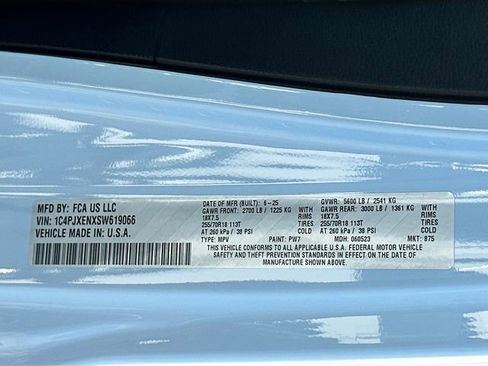 MFD BY: FCA US LLC
VIN: 1C4PJXENXSW619066
VEHICLE MADE IN: U.S.A.
DATE OF MFR (BUILT): 6-25
GVWR: 5600 LB / 2541 KG
GAWR FRONT: 2700 LB / 1225 KG WITH
GAWR REAR: 3000 LB / 1361 KG WITH
18X7.5 RIMS
18X7.5 RIMS
255/70R18 113T TIRES
255/70R18 113T TIRES
AT 260 kPa / 38 PSI COLD
AT 260 kPa / 38 PSI COLD
TYPE: MPV PAINT: PW7 MDH: 060523 MKT: 875
THIS VEHICLE CONFORMS TO ALL APPLICABLE U.S.A. FEDERAL MOTOR VEHICLE
SAFETY AND THEFT PREVENTION STANDARDS IN EFFECT ON THE DATE OF
MANUFACTURE.